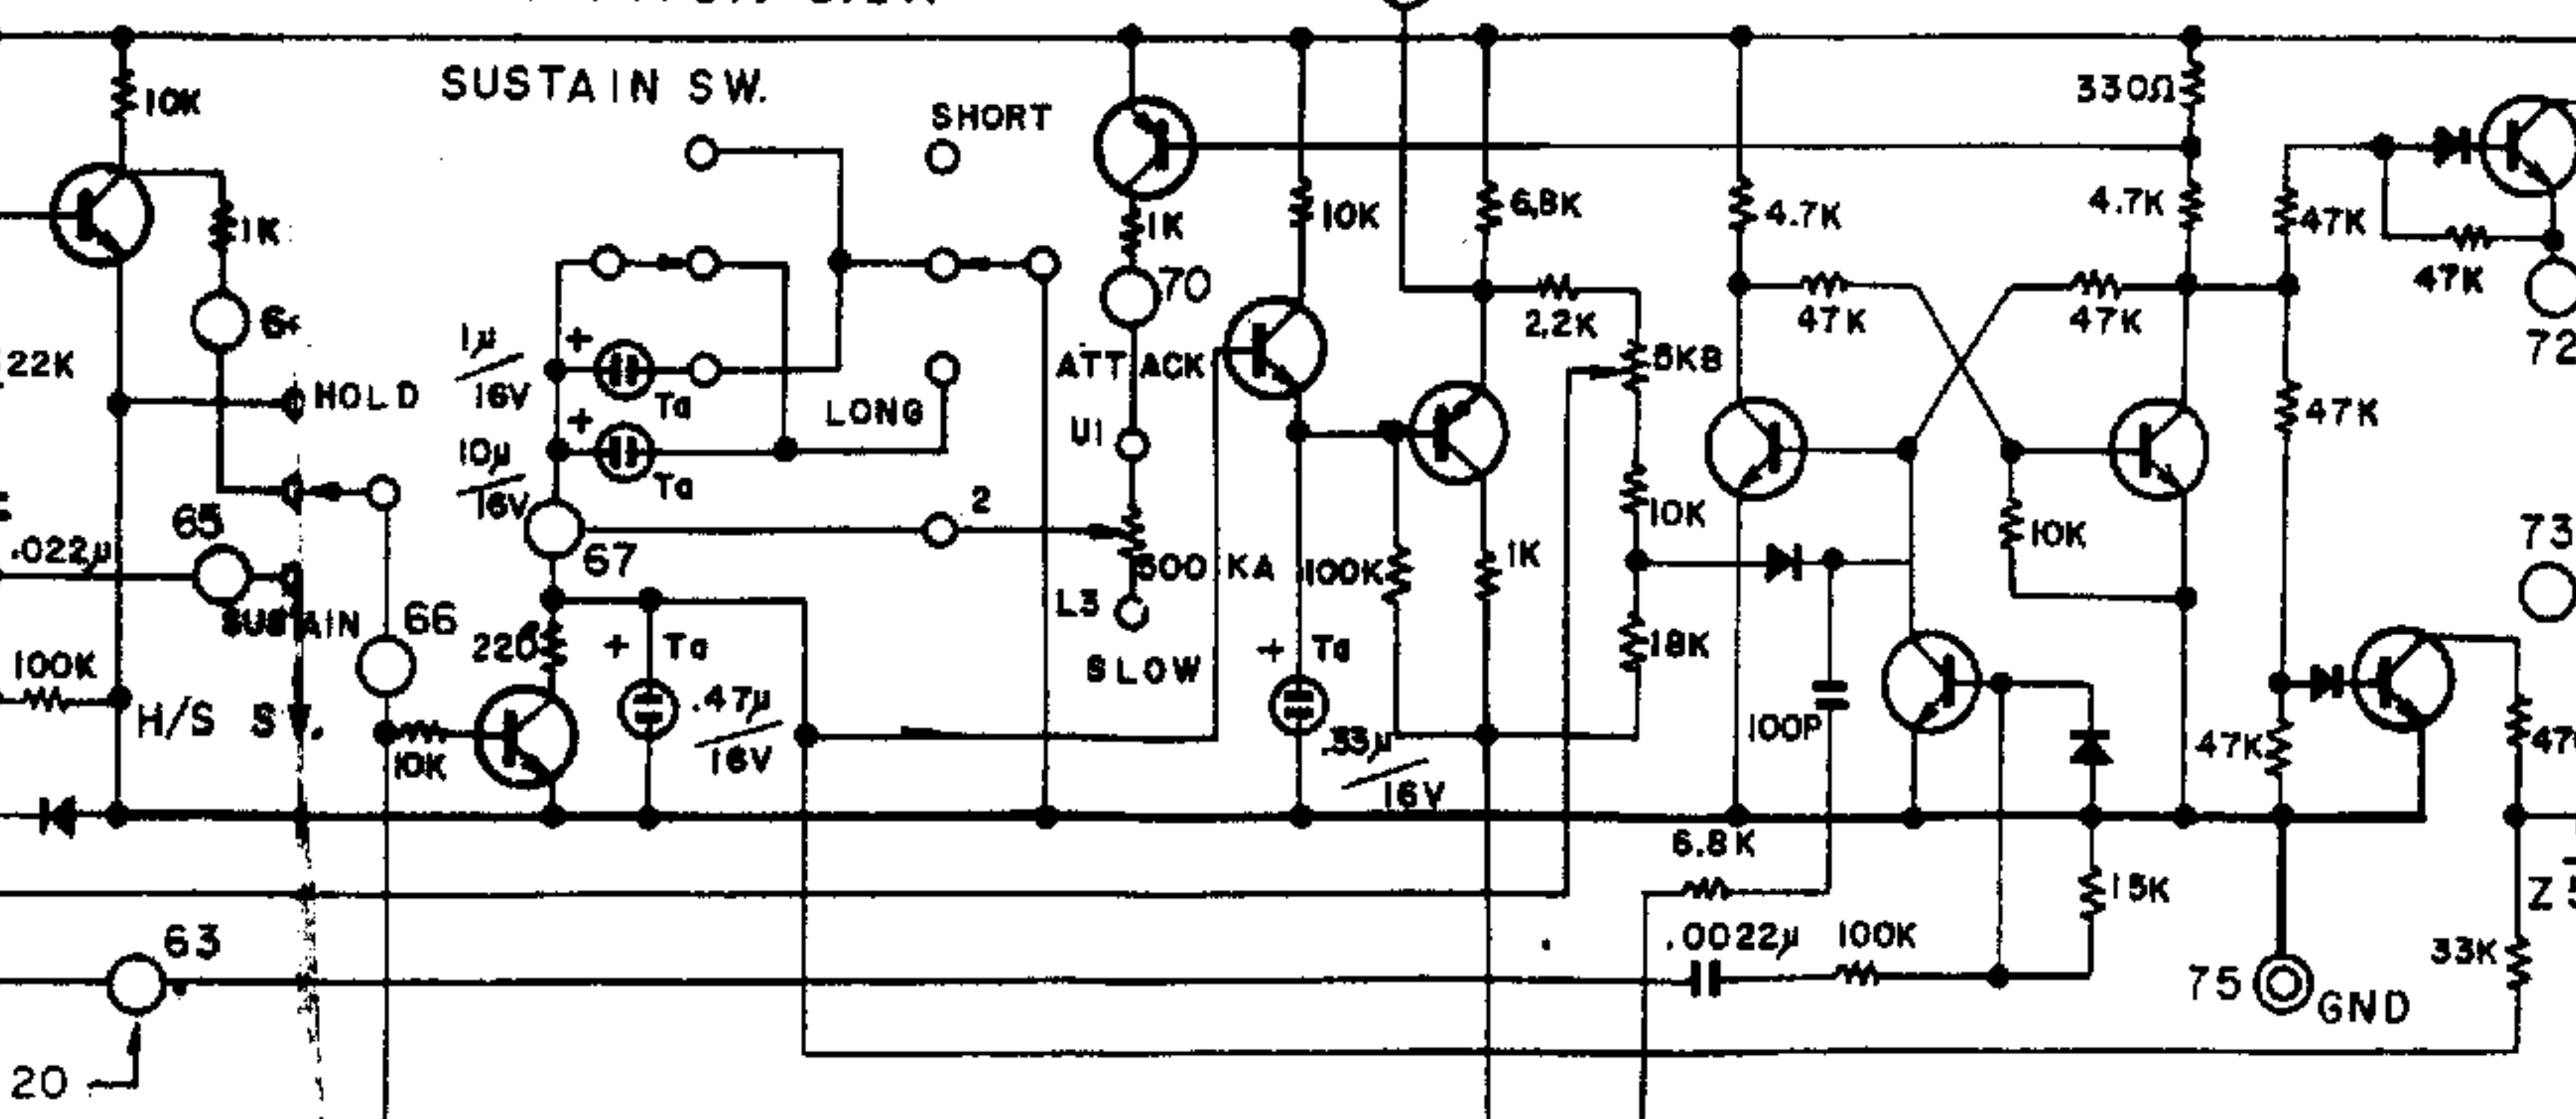 10K
SUSTAIN SW.
SHORT
330Ω
1K
1K
10K
6.8K
4.7K
4.7K
47K
47K
72
70
2.2K
47K
47K
22K
HOLD
1µ/16V
+
Ta
ATTACK
5KB
LONG
U1
47K
10µ/16V
+
Ta
2
10K
10K
73
65
.022µ
67
500KA
100K
1K
SUSTAIN
66
L3
220
+ Ta
.47µ/16V
SLOW
+ Ta
18K
100K
H/S SW.
10K
.33µ/16V
100P
47K
6.8K
15K
63
.0022µ
100K
33K
75
GND
20